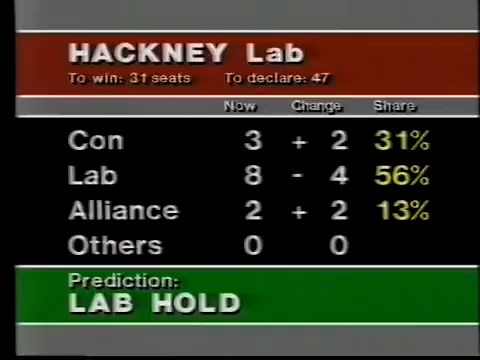 HACKNEY Lab
To win: 31 seats To declare: 47
Now Change Share
Con 3 + 2 31%
Lab 8 - 4 56%
Alliance 2 + 2 13%
Others 0 0
Prediction:
LAB HOLD